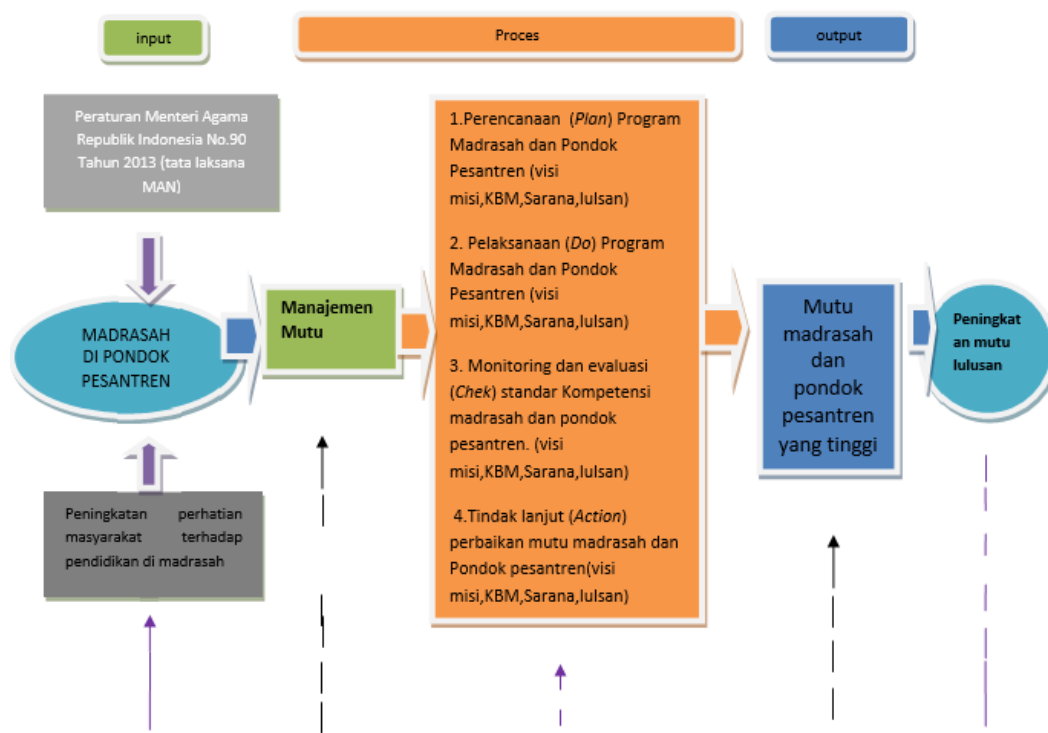 input
Proces
output
Peraturan Menteri Agama
Republik Indonesia No.90
Tahun 2013 (tata laksana
MAN)
MADRASAH
DI PONDOK
PESANTREN
Peningkatan perhatian
masyarakat terhadap
pendidikan di madrasah
Manajemen
Mutu
1.Perencanaan (Plan) Program
Madrasah dan Pondok
Pesantren (visi
misi,KBM,Sarana,lulsan)
2. Pelaksanaan (Do) Program
Madrasah dan Pondok
Pesantren (visi
misi,KBM,Sarana,lulsan)
3. Monitoring dan evaluasi
(Chek) standar Kompetensi
madrasah dan pondok
pesantren. (visi
misi,KBM,Sarana,lulsan)
4.Tindak lanjut (Action)
perbaikan mutu madrasah dan
Pondok pesantren(visi
misi,KBM,Sarana,lulsan)
Mutu
madrasah
dan
pondok
pesantren
yang tinggi
Peningkat
an mutu
lulusan